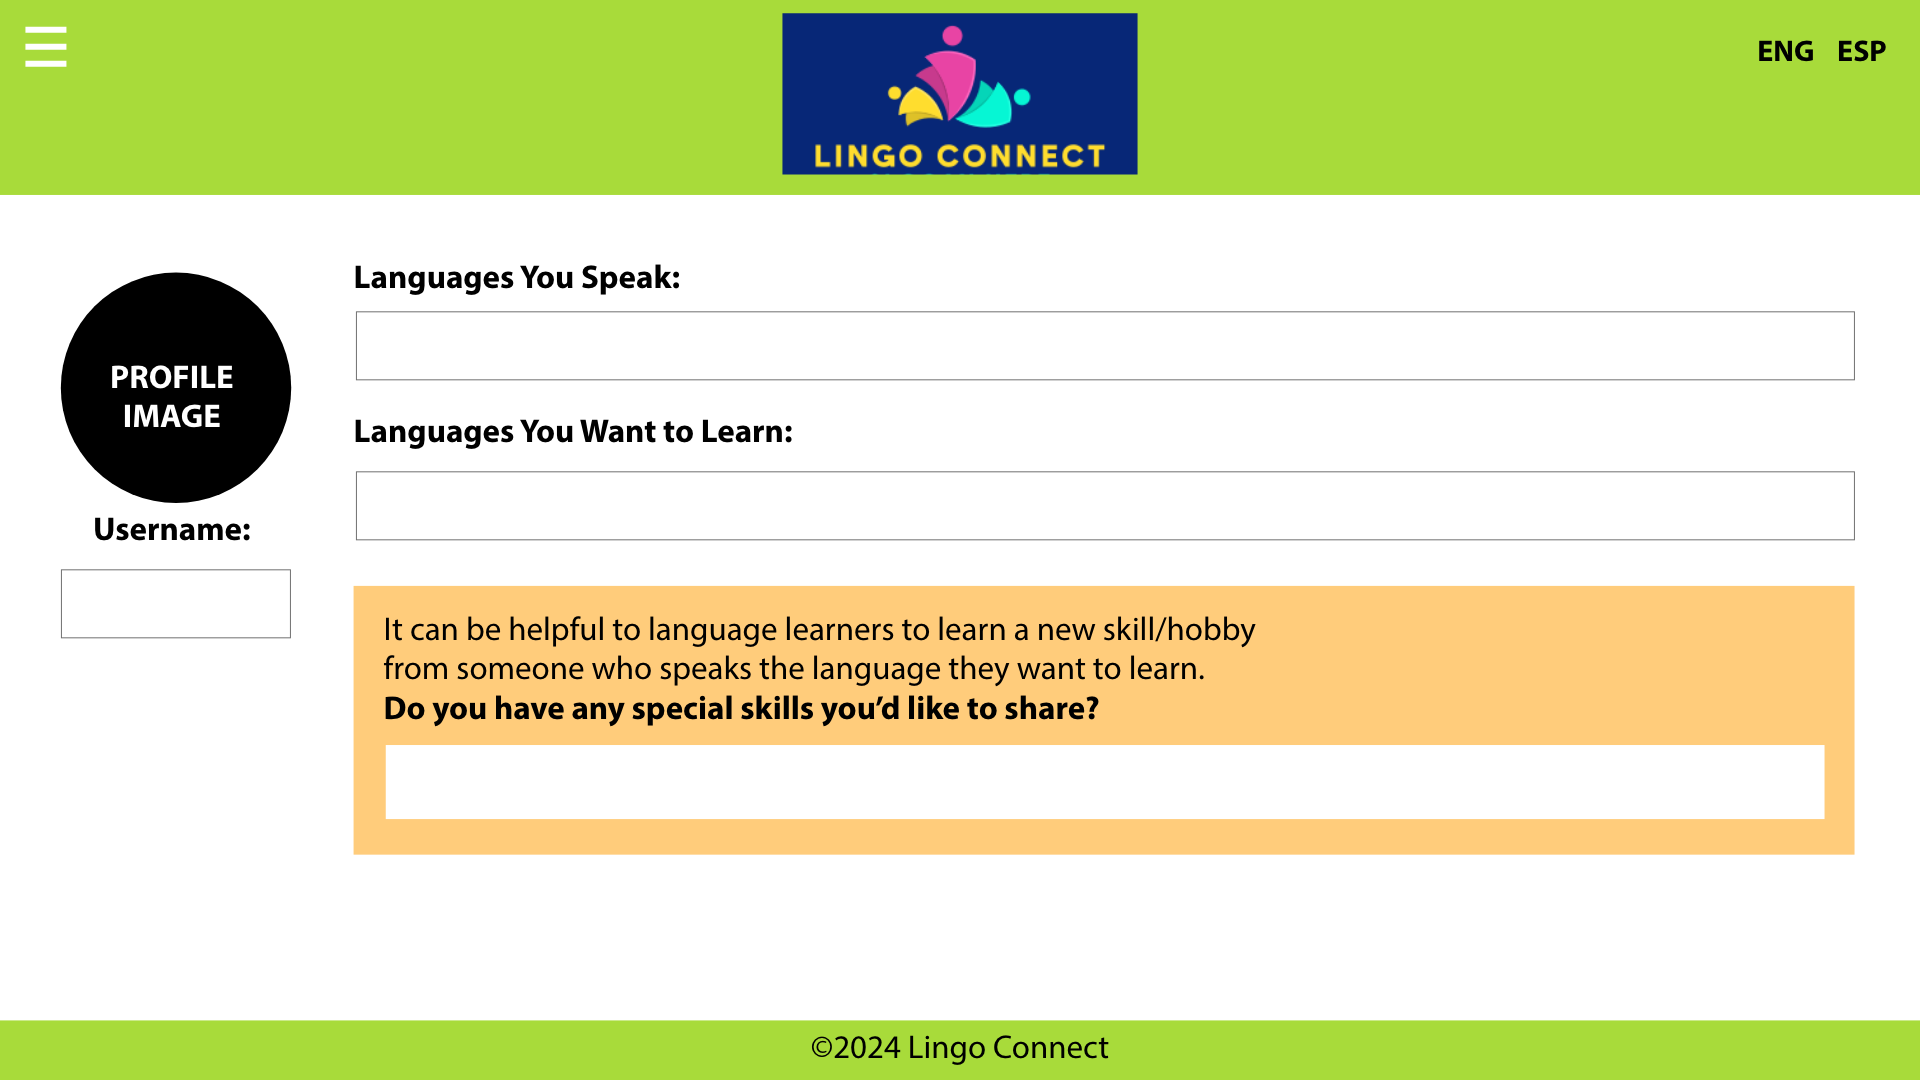 LINGO CONNECT
ENG ESP
PROFILE
IMAGE
Username:
Languages You Speak:
Languages You Want to Learn:
It can be helpful to language learners to learn a new skill/hobby
from someone who speaks the language they want to learn.
Do you have any special skills you’d like to share?
©2024 Lingo Connect